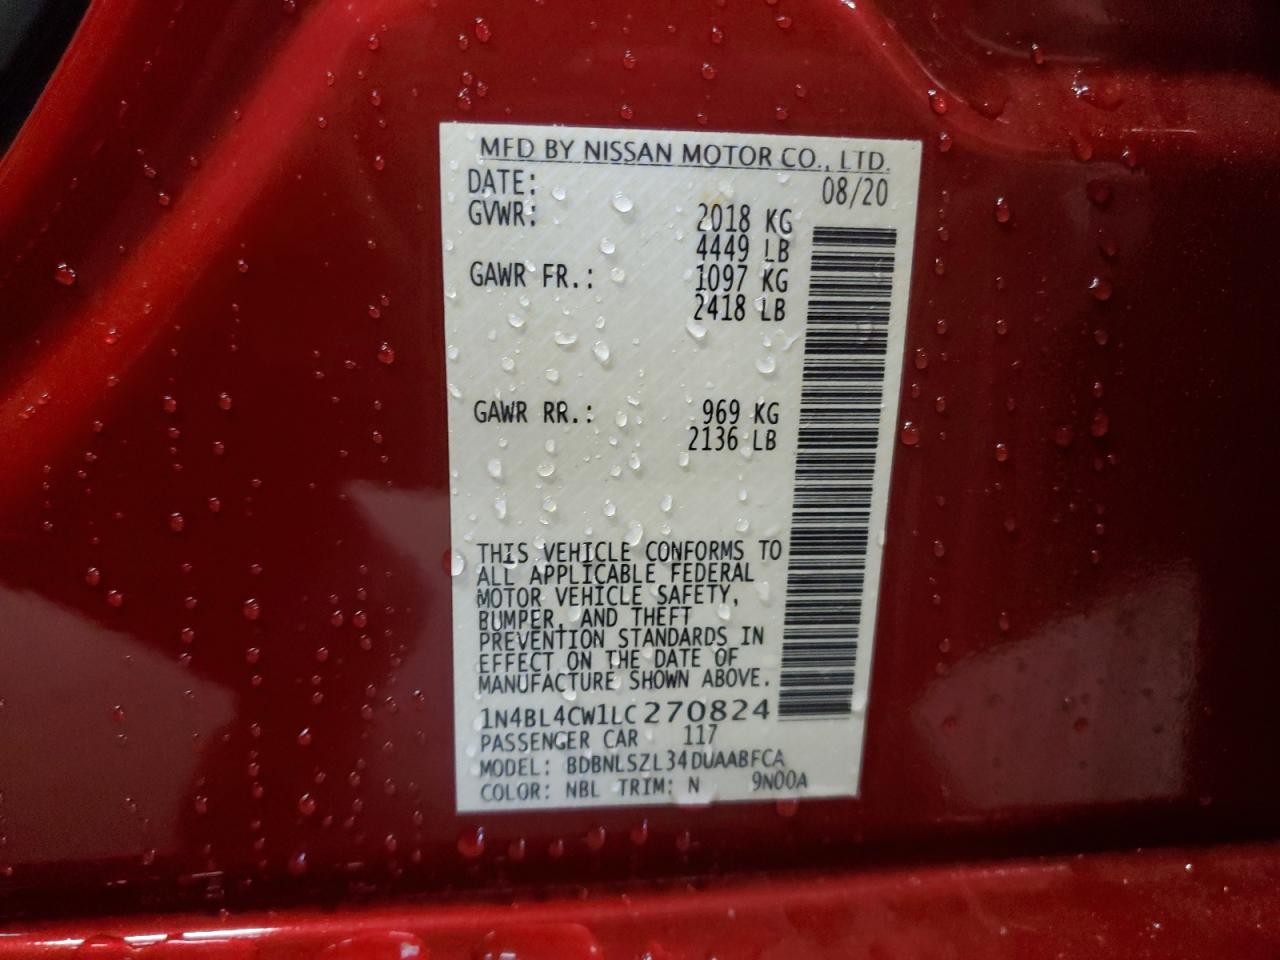 MFD BY NISSAN MOTOR CO., LTD.
DATE: 08/20
GVWR: 2018 KG
4449 LB
GAWR FR.: 1097 KG
2418 LB
GAWR RR.: 969 KG
2136 LB
THIS VEHICLE CONFORMS TO
ALL APPLICABLE FEDERAL
MOTOR VEHICLE SAFETY,
BUMPER, AND THEFT
PREVENTION STANDARDS IN
EFFECT ON THE DATE OF
MANUFACTURE SHOWN ABOVE.
1N4BL4CW1LC270824
PASSENGER CAR 117
MODEL: BDBNLSZL34DUAABFCA
COLOR: NBL TRIM: N 9N00A